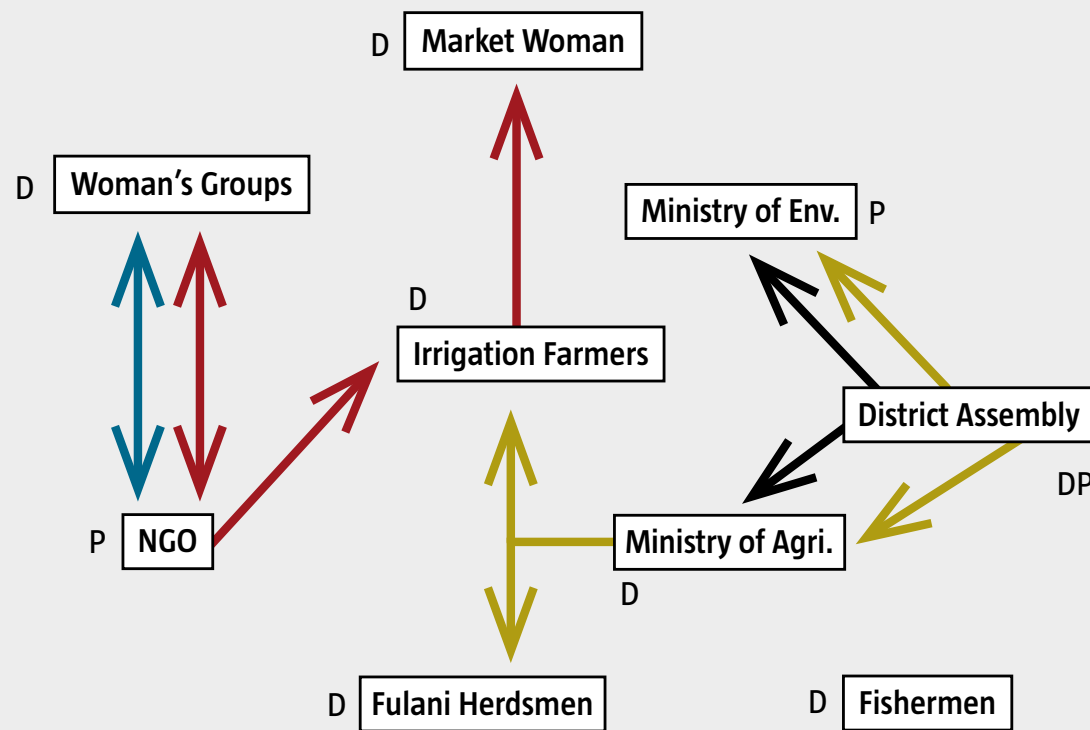 D Market Woman
D Woman's Groups
Ministry of Env. P
D
Irrigation Farmers
District Assembly
DP
P NGO
Ministry of Agri.
D
D Fulani Herdsmen
D Fishermen